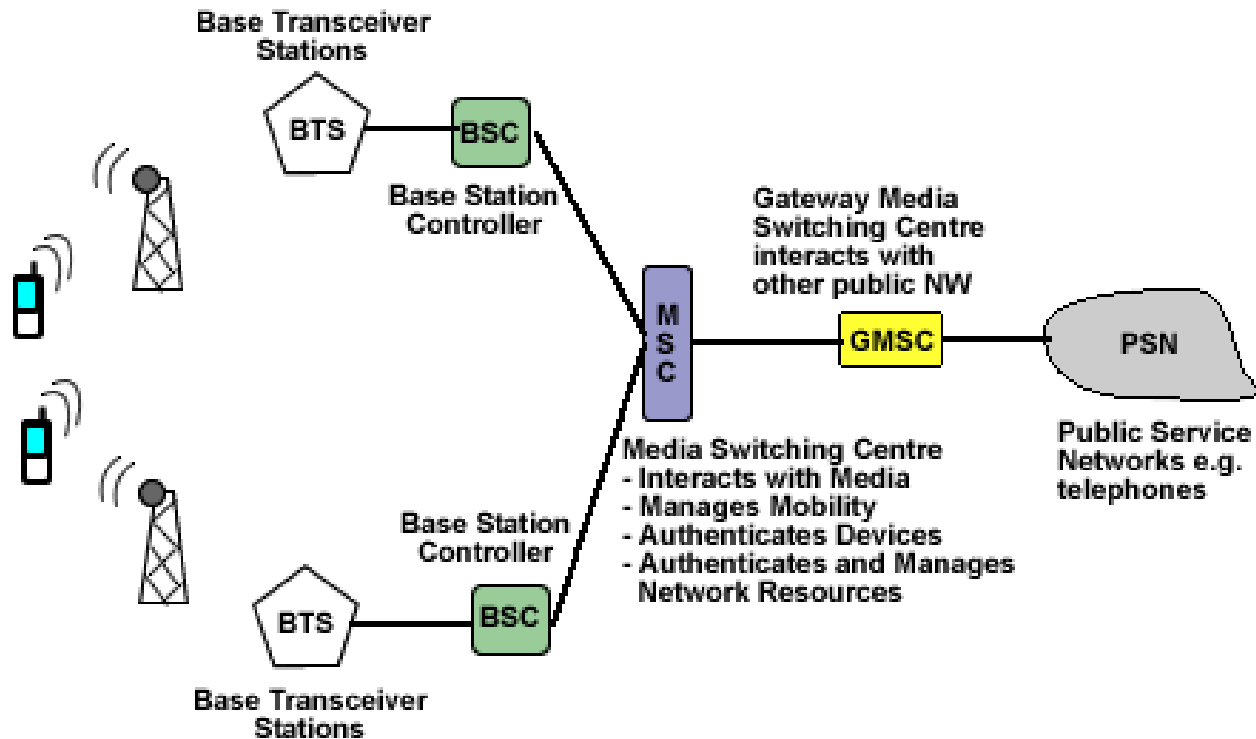 Base Transceiver
Stations
BTS
BSC
Base Station
Controller
Gateway Media
Switching Centre
interacts with
other public NW
M
S
C
GMSC
PSN
Public Service
Networks e.g.
telephones
Media Switching Centre
- Interacts with Media
- Manages Mobility
- Authenticates Devices
- Authenticates and Manages
Network Resources
Base Station
Controller
BTS
BSC
Base Transceiver
Stations